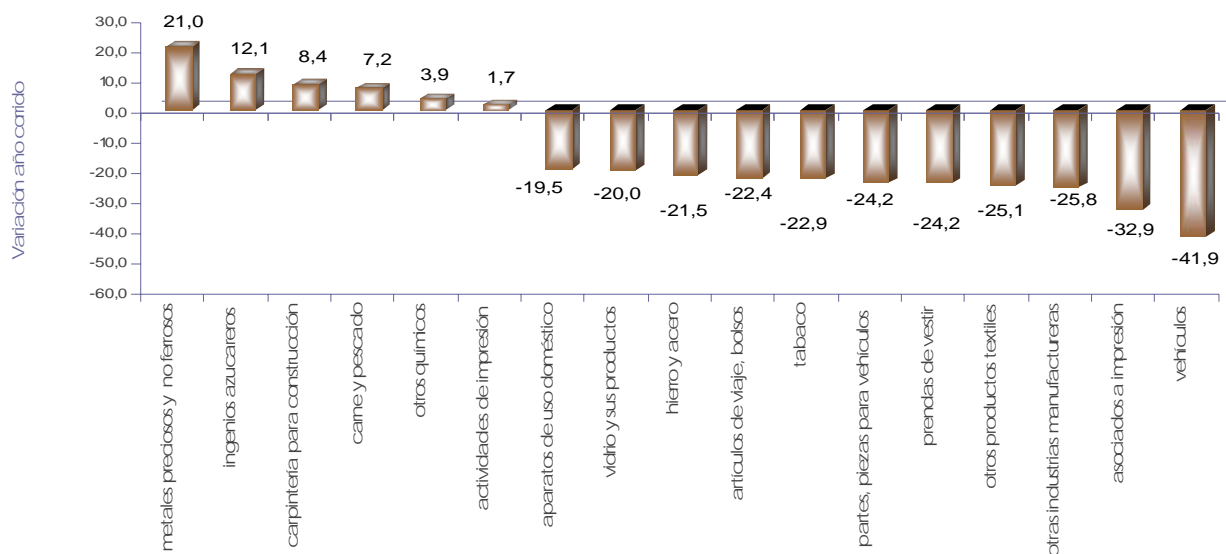 Variación año corrido
30,0
20,0
10,0
0,0
-10,0
-20,0
-30,0
-40,0
-50,0
-60,0
21,0
12,1
8,4
7,2
3,9
1,7
-19,5
-20,0
-21,5
-22,4
-22,9
-24,2
-24,2
-25,1
-25,8
-32,9
-41,9
metales preciosos y no ferrosos
ingenios azucareros
carpintería para construcción
carne y pescado
otros químicos
actividades de impresión
aparatos de uso doméstico
vidrio y sus productos
hierro y acero
artículos de viaje, bolsos
tabaco
partes, piezas para vehículos
prendas de vestir
otros productos textiles
otras industrias manufactureras
asociados a impresión
vehículos